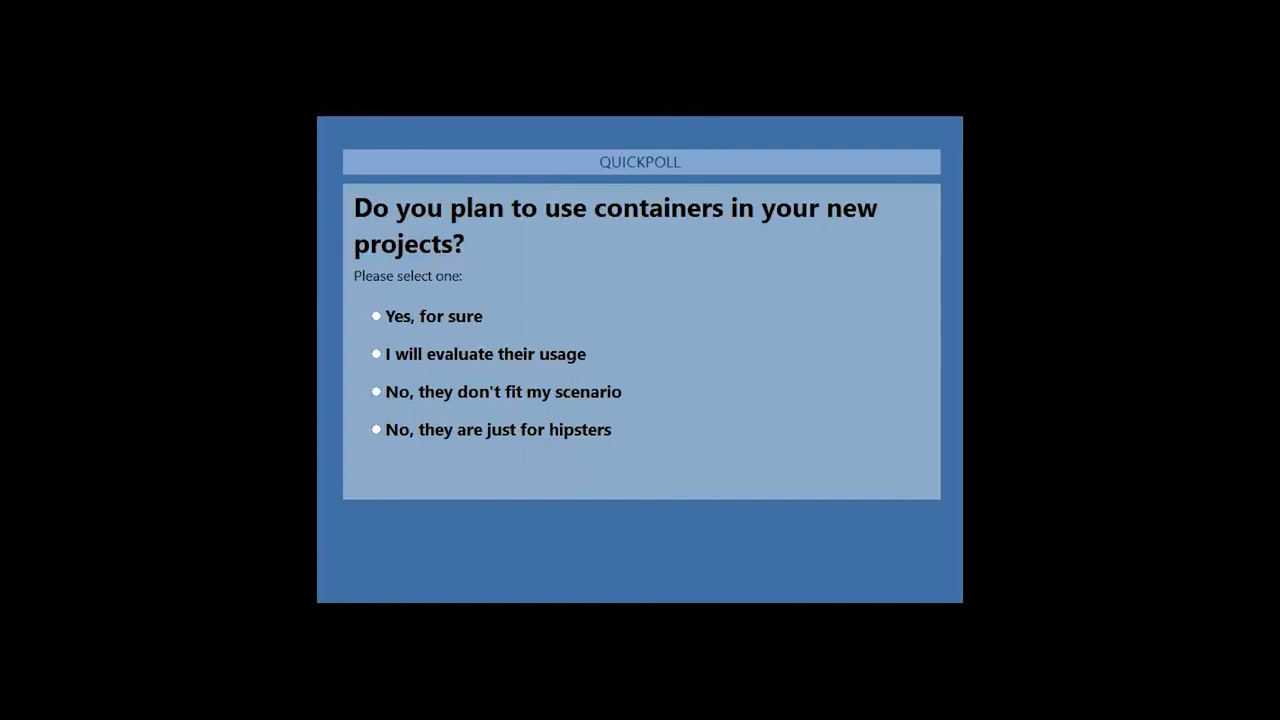 QUICKPOLL
Do you plan to use containers in your new
projects?
Please select one:
Yes, for sure
I will evaluate their usage
No, they don't fit my scenario
No, they are just for hipsters